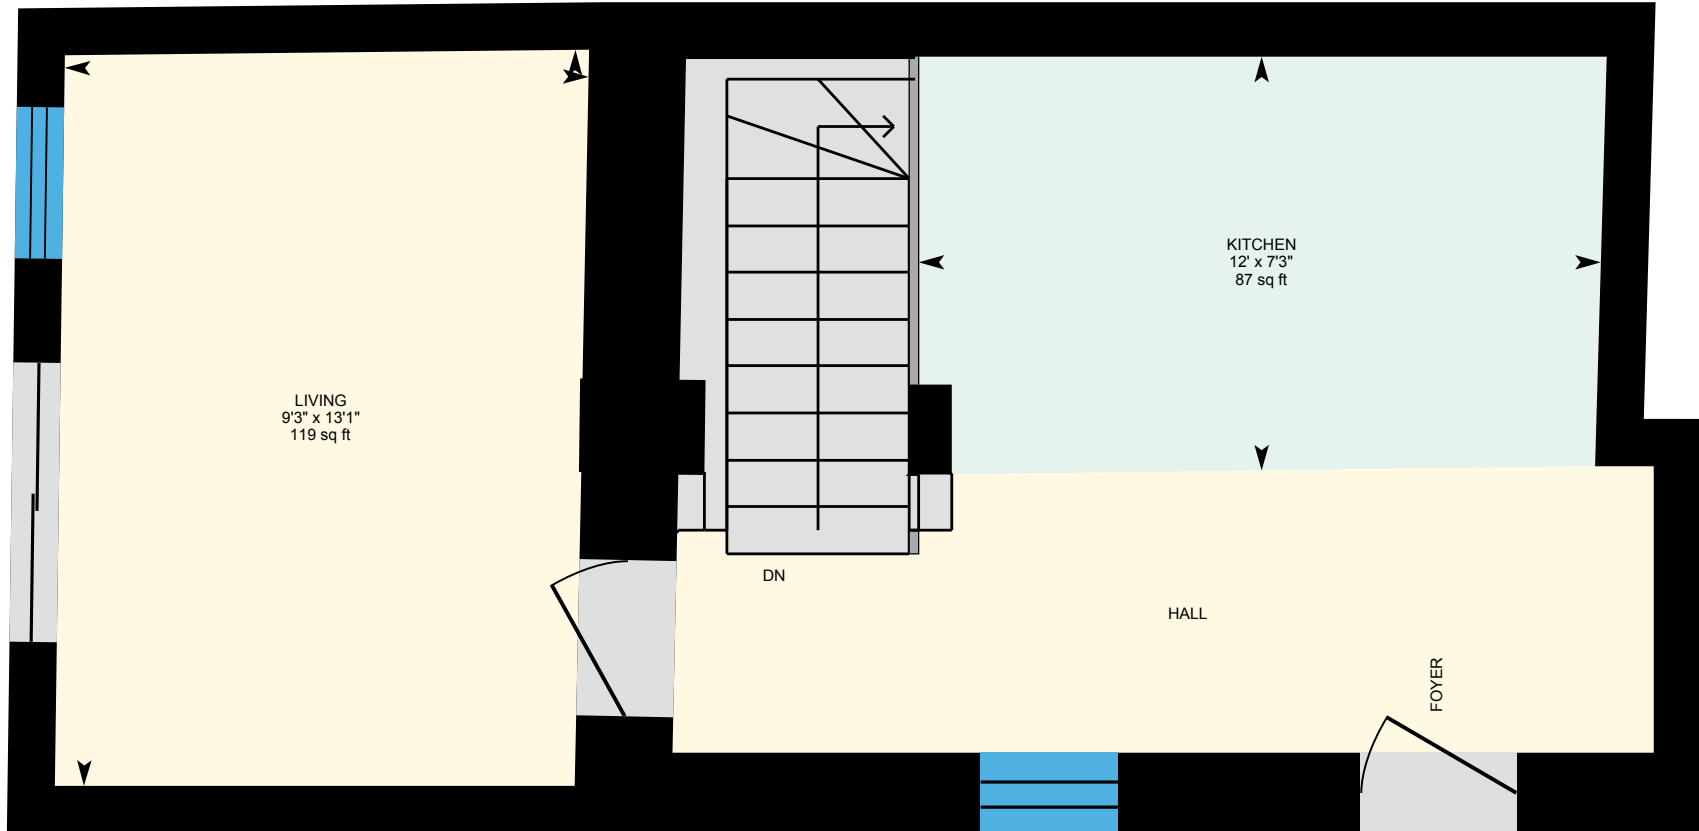 KITCHEN
12' x 7'3"
87 sq ft
LIVING
9'3" x 13'1"
119 sq ft
DN
HALL
FOYER